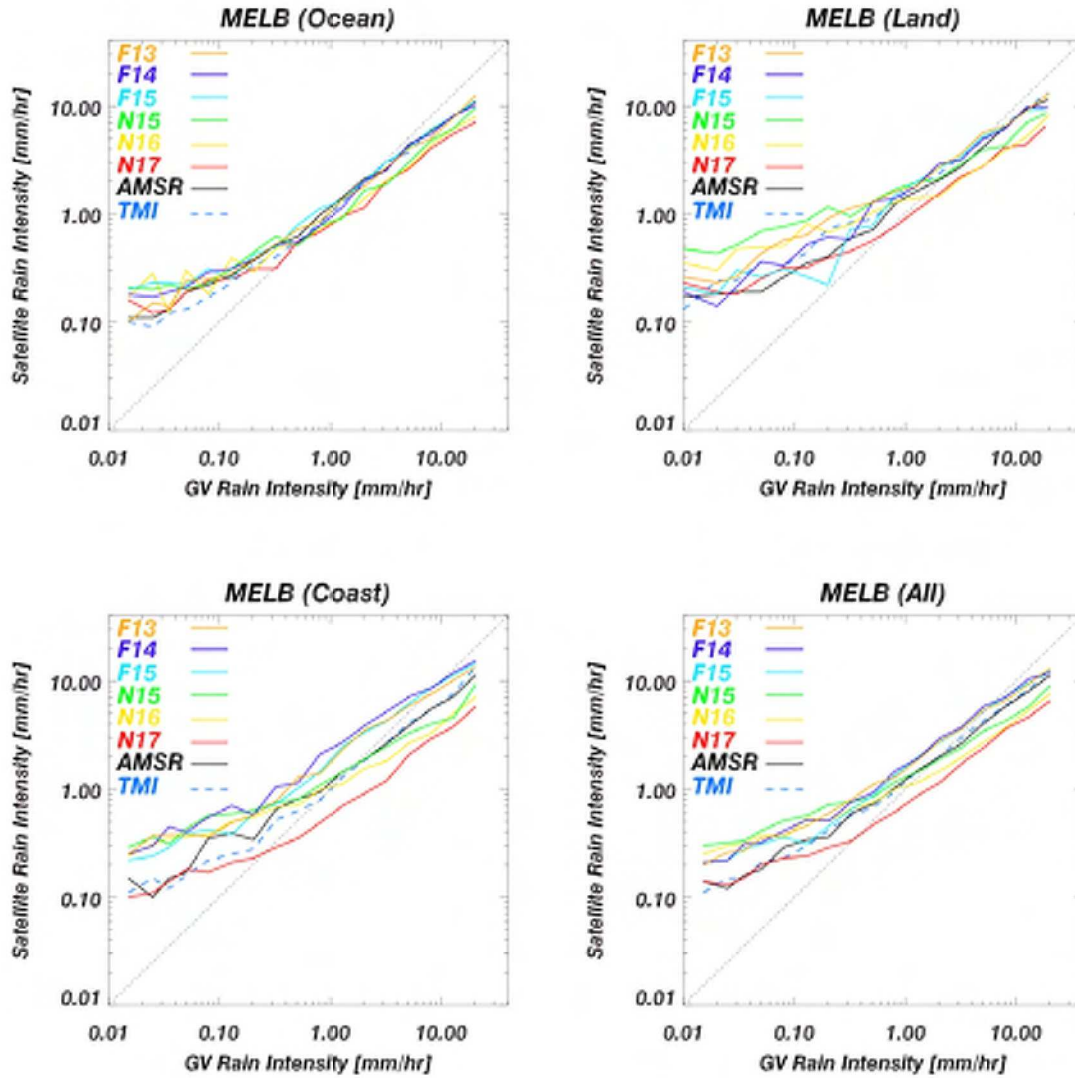 MELB (Ocean)
Satellite Rain Intensity [mm/hr]
F13
F14
F15
N15
N16
N17
AMSR
TMI
10.00
1.00
0.10
0.01
0.01 0.10 1.00 10.00
GV Rain Intensity [mm/hr]
MELB (Land)
Satellite Rain Intensity [mm/hr]
F13
F14
F15
N15
N16
N17
AMSR
TMI
10.00
1.00
0.10
0.01
0.01 0.10 1.00 10.00
GV Rain Intensity [mm/hr]
MELB (Coast)
Satellite Rain Intensity [mm/hr]
F13
F14
F15
N15
N16
N17
AMSR
TMI
10.00
1.00
0.10
0.01
0.01 0.10 1.00 10.00
GV Rain Intensity [mm/hr]
MELB (All)
Satellite Rain Intensity [mm/hr]
F13
F14
F15
N15
N16
N17
AMSR
TMI
10.00
1.00
0.10
0.01
0.01 0.10 1.00 10.00
GV Rain Intensity [mm/hr]